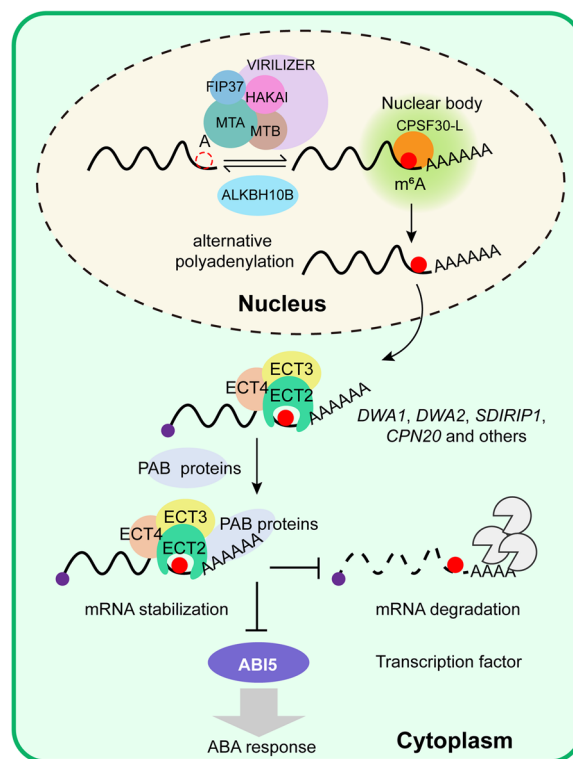 VIRILIZER
FIP37
HAKAI
MTA
MTB
A
ALKBH10B
Nuclear body
CPSF30-L
AAAAAA
m⁶A
alternative
polyadenylation
AAAAAA
Nucleus
ECT3
ECT4
ECT2
AAAAAA
DWA1, DWA2, SDIRIP1,
CPN20 and others
PAB proteins
ECT3
ECT4
ECT2
PAB proteins
AAAAAA
AAAA
mRNA stabilization
mRNA degradation
ABI5
Transcription factor
ABA response
Cytoplasm